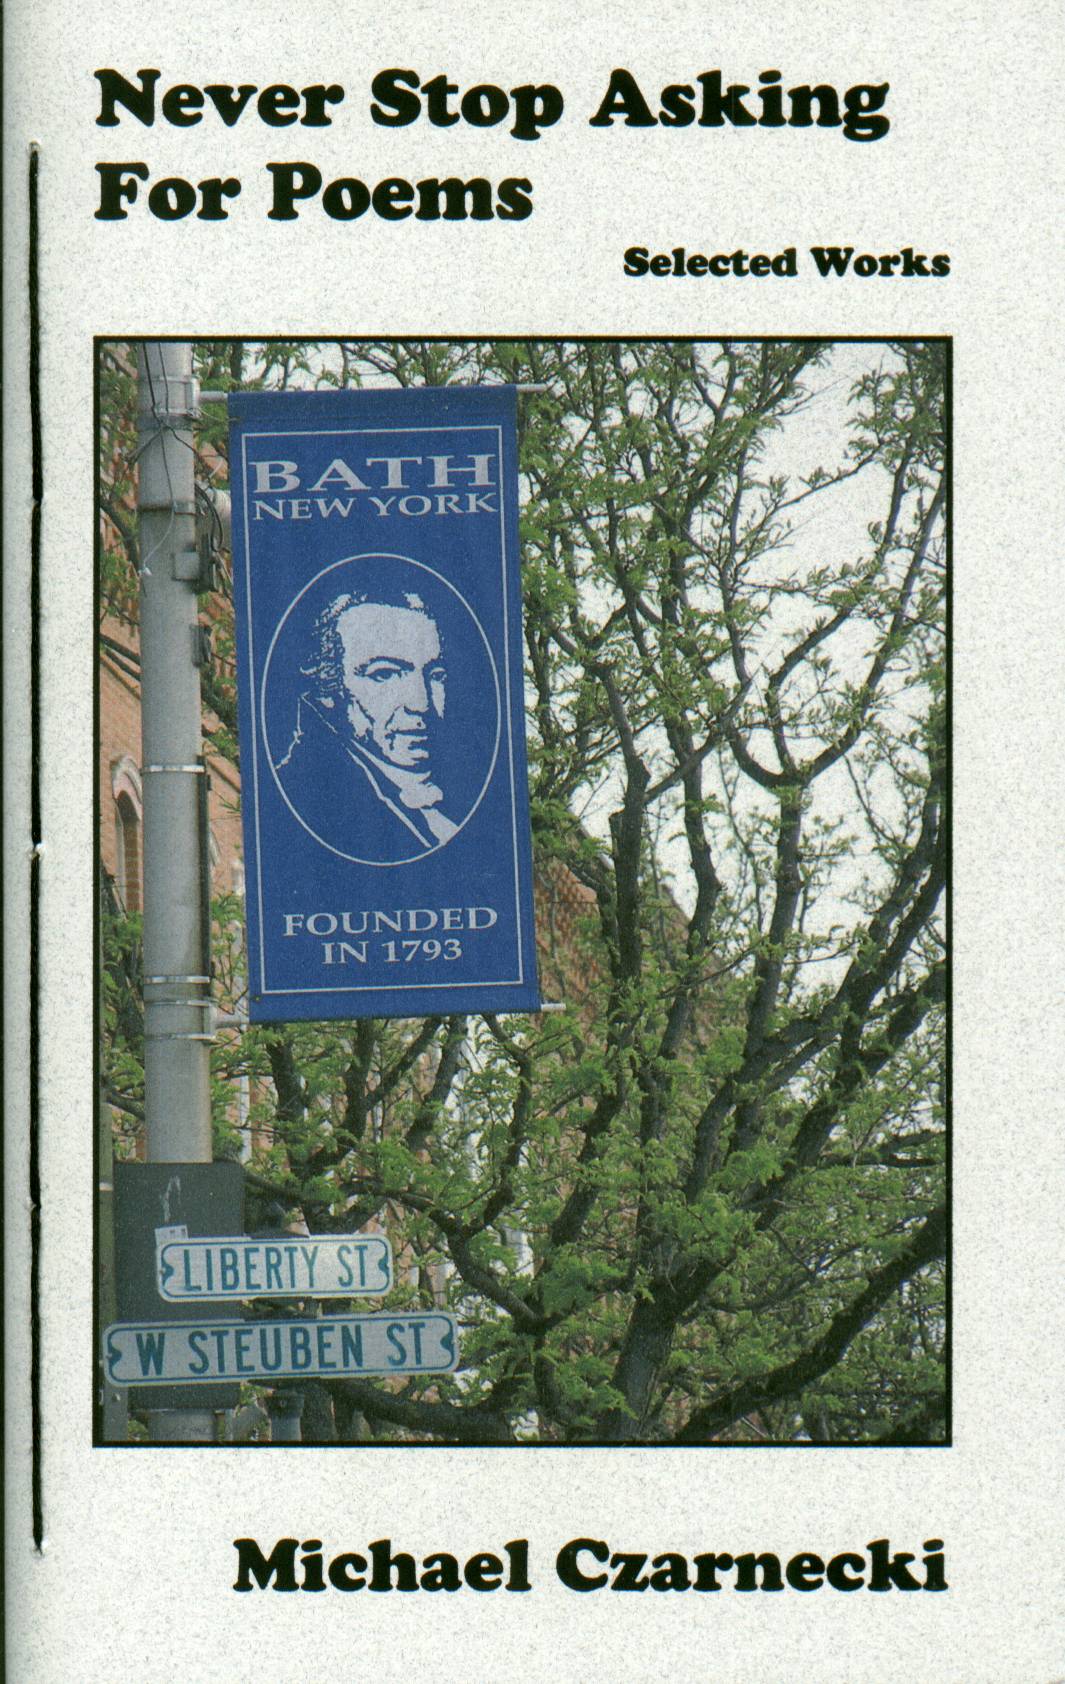 Never Stop Asking
For Poems
Selected Works
BATH
NEW YORK
FOUNDED
IN 1793
LIBERTY ST
W STEUBEN ST
Michael Czarnecki